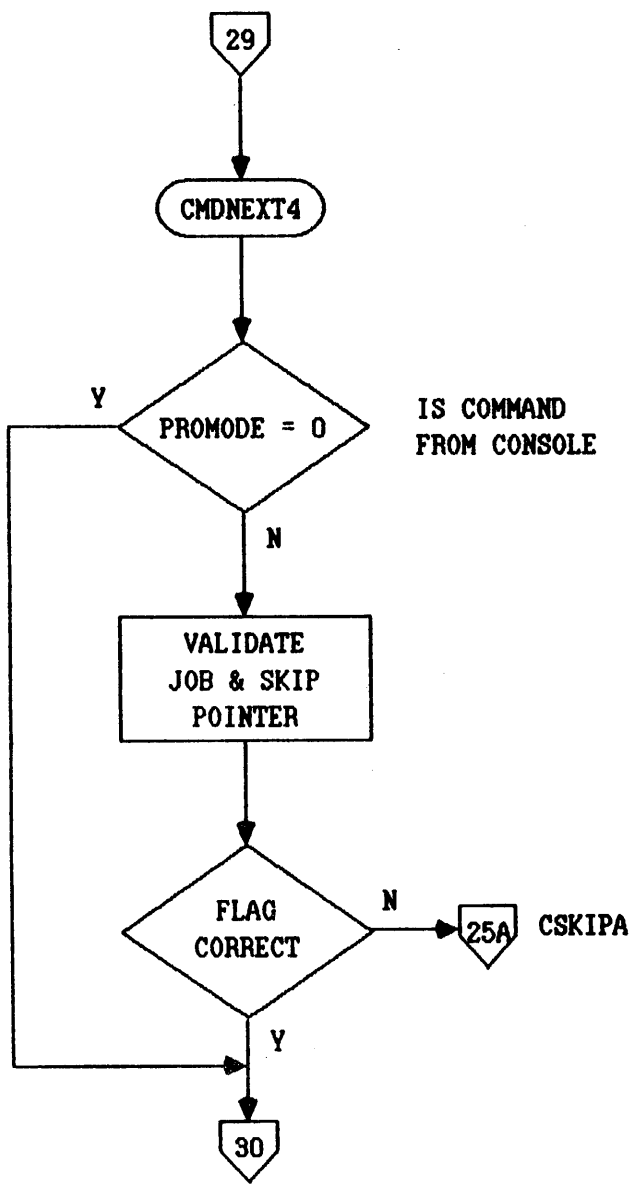 29
CMDNEXT4
Y
PROMODE = 0
IS COMMAND
FROM CONSOLE
N
VALIDATE
JOB & SKIP
POINTER
FLAG
CORRECT
N
25A
CSKIPA
Y
30